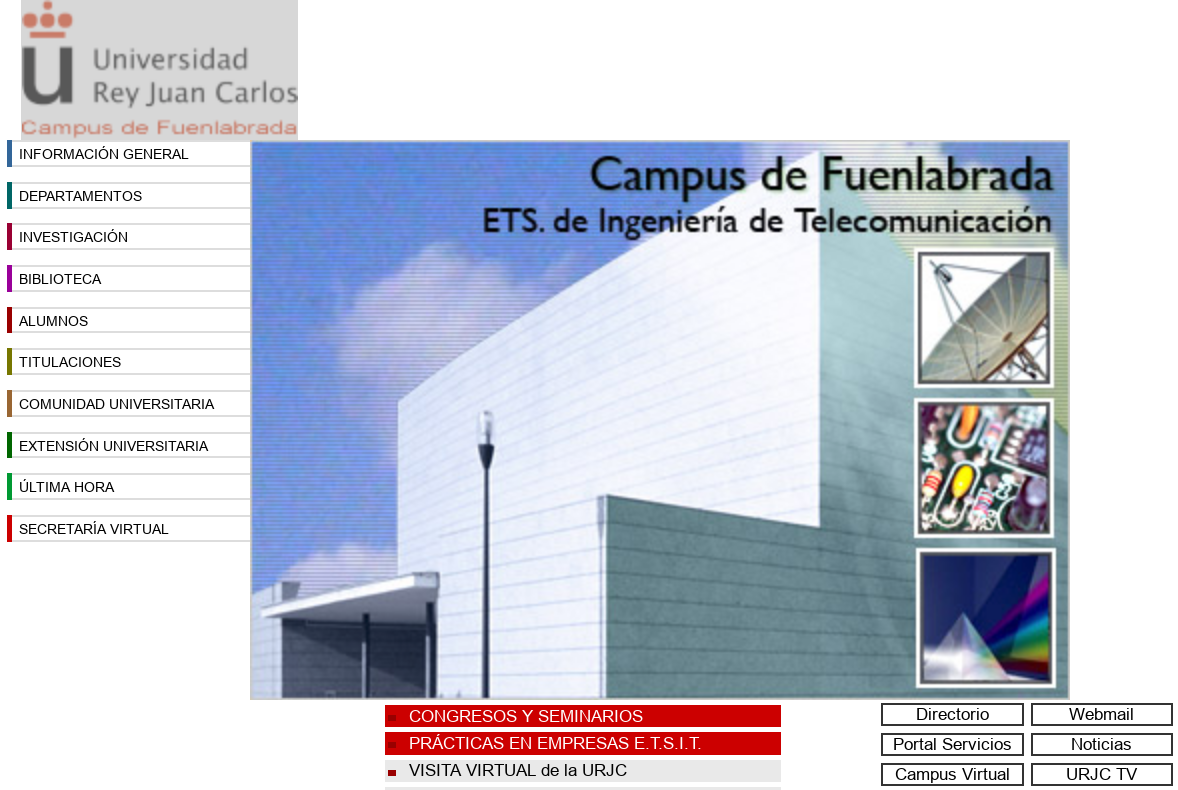 Universidad
Rey Juan Carlos
Campus de Fuenlabrada
INFORMACIÓN GENERAL
DEPARTAMENTOS
INVESTIGACIÓN
BIBLIOTECA
ALUMNOS
TITULACIONES
COMUNIDAD UNIVERSITARIA
EXTENSIÓN UNIVERSITARIA
ÚLTIMA HORA
SECRETARÍA VIRTUAL
Campus de Fuenlabrada
ETS. de Ingeniería de Telecomunicación
CONGRESOS Y SEMINARIOS
PRÁCTICAS EN EMPRESAS E.T.S.I.T.
VISITA VIRTUAL de la URJC
Directorio
Webmail
Portal Servicios
Noticias
Campus Virtual
URJC TV